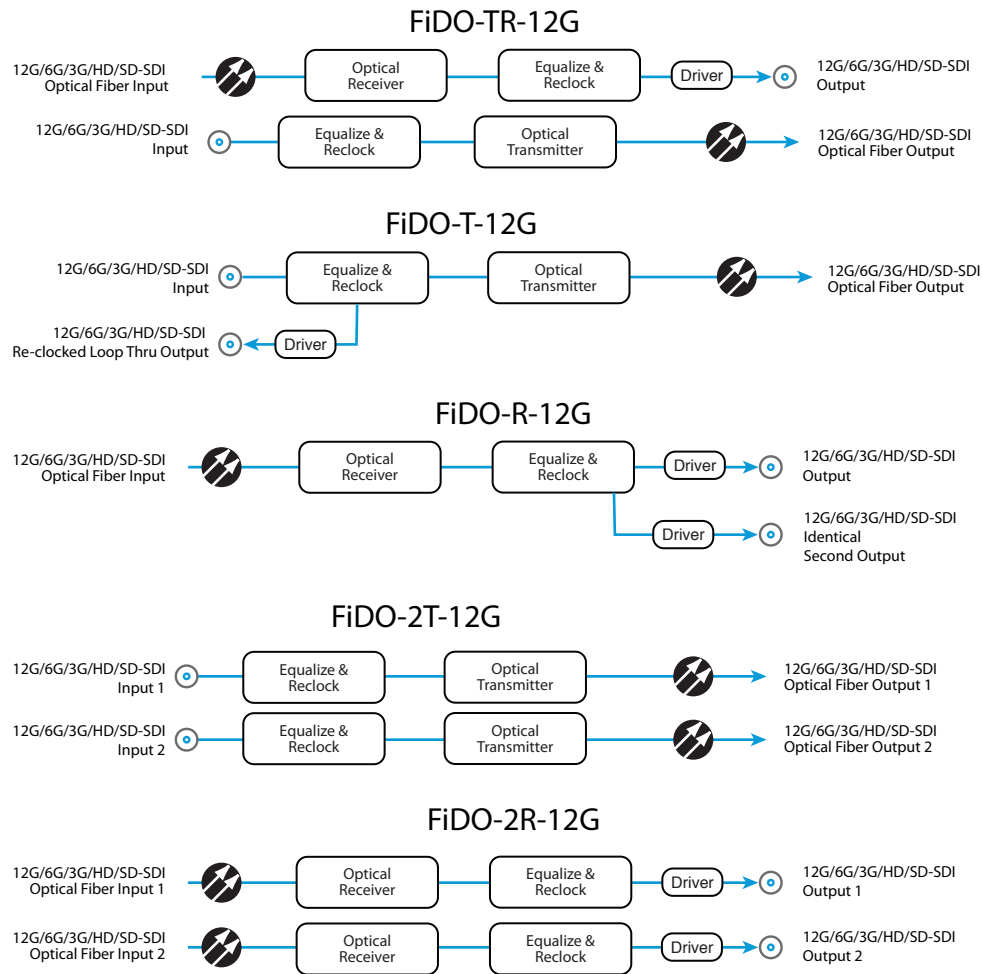 FiDO-TR-12G
12G/6G/3G/HD/SD-SDI
Optical Fiber Input
Optical
Receiver
Equalize &
Reclock
Driver
12G/6G/3G/HD/SD-SDI
Output
12G/6G/3G/HD/SD-SDI
Input
Equalize &
Reclock
Optical
Transmitter
12G/6G/3G/HD/SD-SDI
Optical Fiber Output
FiDO-T-12G
12G/6G/3G/HD/SD-SDI
Input
Equalize &
Reclock
Optical
Transmitter
12G/6G/3G/HD/SD-SDI
Optical Fiber Output
12G/6G/3G/HD/SD-SDI
Re-clocked Loop Thru Output
Driver
FiDO-R-12G
12G/6G/3G/HD/SD-SDI
Optical Fiber Input
Optical
Receiver
Equalize &
Reclock
Driver
12G/6G/3G/HD/SD-SDI
Output
Driver
12G/6G/3G/HD/SD-SDI
Identical
Second Output
FiDO-2T-12G
12G/6G/3G/HD/SD-SDI
Input 1
Equalize &
Reclock
Optical
Transmitter
12G/6G/3G/HD/SD-SDI
Optical Fiber Output 1
12G/6G/3G/HD/SD-SDI
Input 2
Equalize &
Reclock
Optical
Transmitter
12G/6G/3G/HD/SD-SDI
Optical Fiber Output 2
FiDO-2R-12G
12G/6G/3G/HD/SD-SDI
Optical Fiber Input 1
Optical
Receiver
Equalize &
Reclock
Driver
12G/6G/3G/HD/SD-SDI
Output 1
12G/6G/3G/HD/SD-SDI
Optical Fiber Input 2
Optical
Receiver
Equalize &
Reclock
Driver
12G/6G/3G/HD/SD-SDI
Output 2